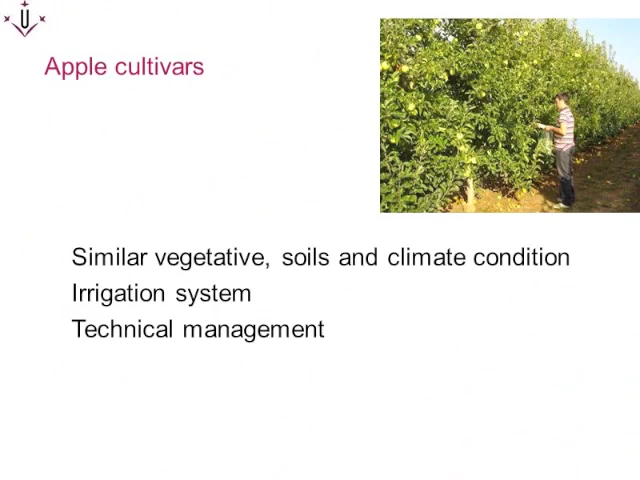 U
Apple cultivars
Similar vegetative, soils and climate condition
Irrigation system
Technical management